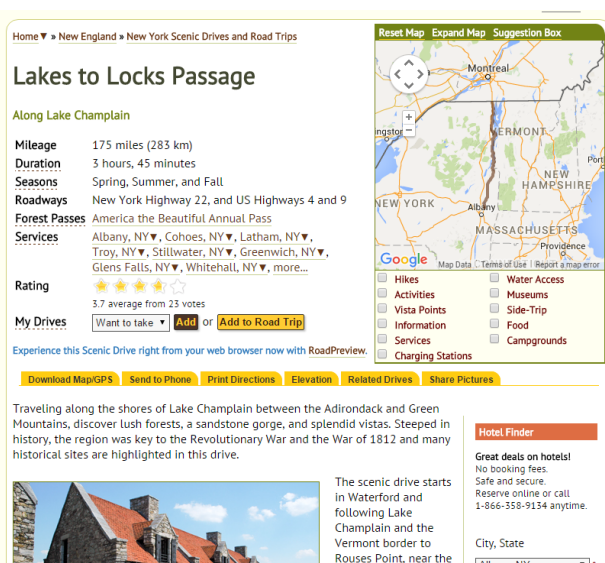 Home▼ » New England » New York Scenic Drives and Road Trips
Lakes to Locks Passage
Along Lake Champlain
Mileage 175 miles (283 km)
Duration 3 hours, 45 minutes
Seasons Spring, Summer, and Fall
Roadways New York Highway 22, and US Highways 4 and 9
Forest Passes America the Beautiful Annual Pass
Services Albany, NY▼, Cohoes, NY▼, Latham, NY▼,
Troy, NY▼, Stillwater, NY▼, Greenwich, NY▼,
Glens Falls, NY▼, Whitehall, NY▼, more...
Rating
3.7 average from 23 votes
My Drives Want to take ▼ Add or Add to Road Trip
Experience this Scenic Drive right from your web browser now with RoadPreview.
Reset Map Expand Map Suggestion Box
Montreal
ngston
VERMONT
Port
NEW
HAMPSHIRE
NEW YORK
Albany
MASSACHUSETTS
Providence
Google Map Data Terms of Use Report a map error
Hikes Water Access
Activities Museums
Vista Points Side-Trip
Information Food
Services Campgrounds
Charging Stations
Download Map/GPS Send to Phone Print Directions Elevation Related Drives Share Pictures
Traveling along the shores of Lake Champlain between the Adirondack and Green
Mountains, discover lush forests, a sandstone gorge, and splendid vistas. Steeped in
history, the region was key to the Revolutionary War and the War of 1812 and many
historical sites are highlighted in this drive.
The scenic drive starts
in Waterford and
following Lake
Champlain and the
Vermont border to
Rouses Point, near the
Hotel Finder
Great deals on hotels!
No booking fees.
Safe and secure.
Reserve online or call
1-866-358-9134 anytime.
City, State